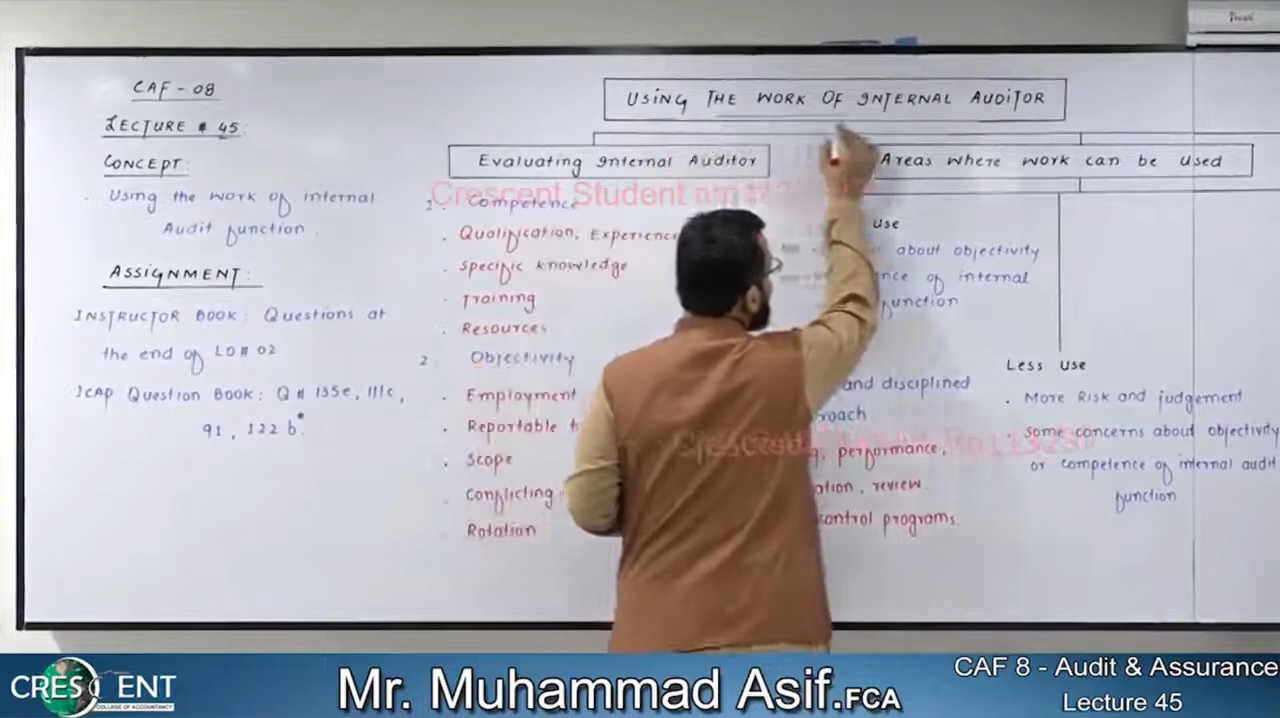 CAF - 08
LECTURE # 45:
CONCEPT:
. Using the work of internal
Audit function.
ASSIGNMENT:
INSTRUCTOR BOOK: Questions at
the end of LO # 02
ICAP Question Book: Q # 135e, 111c,
91, 122 b*.
USING THE WORK OF INTERNAL AUDITOR
Evaluating Internal Auditor
1. Competence
. Qualification, Experience
. Specific knowledge
. Training
. Resources
2. Objectivity
. Employment
. Reportable
. Scope
. Conflicting
. Rotation
and disciplined
performance,
review
control programs.
Areas where work can be used
use
about objectivity
of internal
function
Less Use
. More Risk and judgement
. Some concerns about objectivity
or competence of internal audit
function
Crescent Student
CRESCENT
COLLEGE OF ACCOUNTANCY
Mr. Muhammad Asif.FCA
CAF 8 - Audit & Assurance
Lecture 45